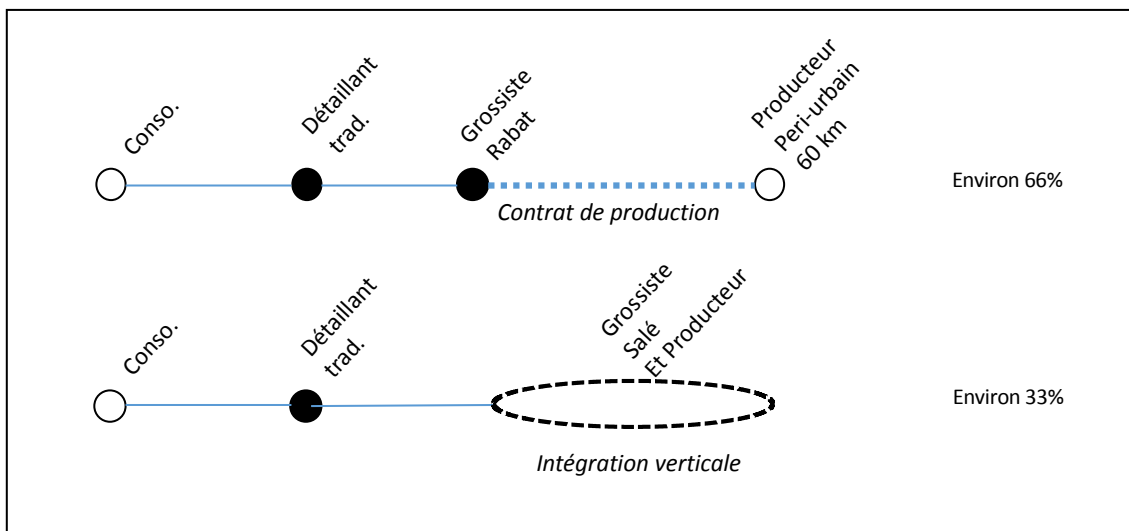 Conso.
Détaillant
trad.
Grossiste
Rabat
Producteur
Peri-urbain
60 km
Environ 66%
Contrat de production
Conso.
Détaillant
trad.
Grossiste
Salé
Et Producteur
Environ 33%
Intégration verticale